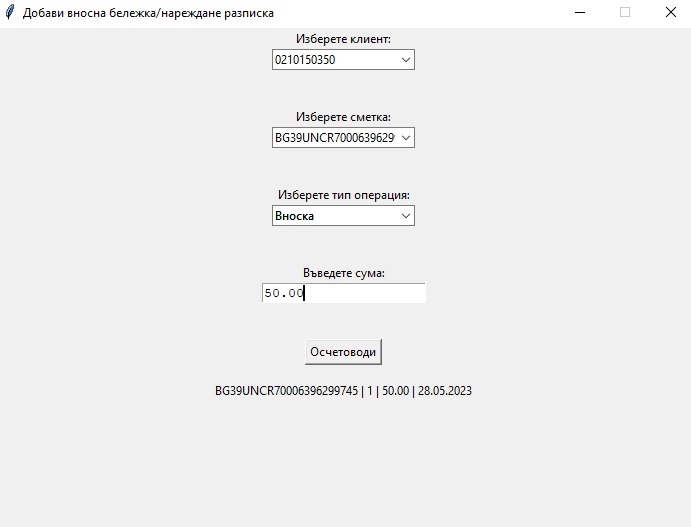 Добави вносна бележка/нареждане разписка
Изберете клиент:
0210150350
Изберете сметка:
BG39UNCR7000639629
Изберете тип операция:
Вноска
Въведете сума:
50.00
Осчетоводи
BG39UNCR70006396299745 | 1 | 50.00 | 28.05.2023